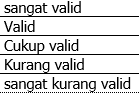 sangat valid
Valid
Cukup valid
Kurang valid
sangat kurang valid